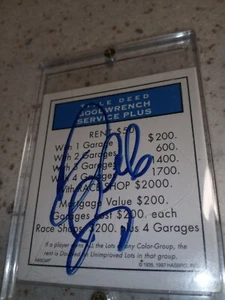 TITLE DEED
GOODWRENCH
SERVICE PLUS
RENT $50
With 1 Garage $200.
With 2 Garages 600.
With 3 Garages 1400.
With 4 Garages 1700.
With RACE SHOP $2000.
Mortgage Value $200.
Garages cost $200. each
Race Shops, $200. plus 4 Garages
If a player owns ALL the Lots of any Color-Group, the
rent is Doubled on Unimproved Lots in that group.